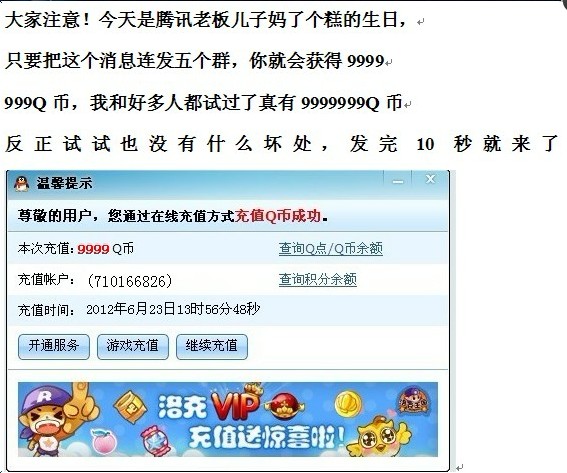 大家注意！今天是腾讯老板儿子妈了个糕的生日，
只要把这个消息连发五个群，你就会获得 9999
999Q 币，我和好多人都试过了真有 9999999Q 币
反正试试也没有什么坏处，发完 10 秒就来了
温馨提示
尊敬的用户，您通过在线充值方式充值Q币成功。
本次充值: 9999 Q币 查询Q点/Q币余额
充值帐户: (710166826) 查询积分余额
充值时间: 2012年6月23日13时56分48秒
开通服务 游戏充值 继续充值
R
洛充VIP
充值送惊喜啦！